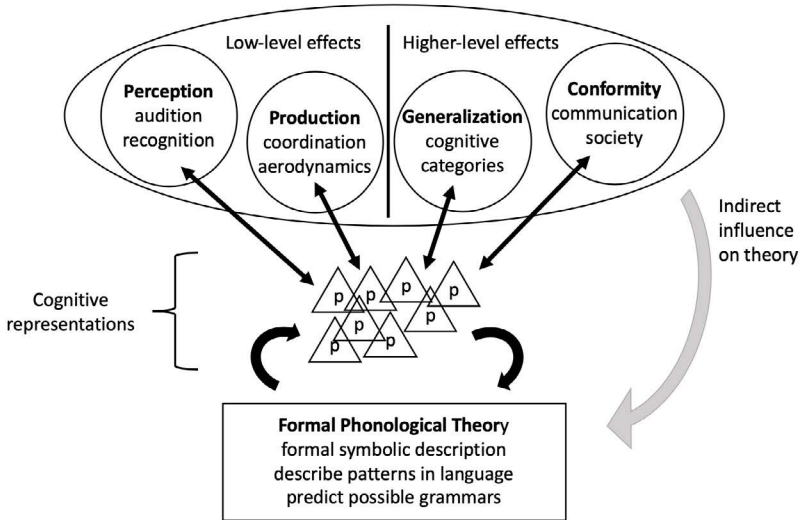 Low-level effects
Higher-level effects
Perception
audition
recognition
Production
coordination
aerodynamics
Generalization
cognitive
categories
Conformity
communication
society
Indirect
influence
on theory
Cognitive
representations
p
p
p
p
p
p
p
p
Formal Phonological Theory
formal symbolic description
describe patterns in language
predict possible grammars